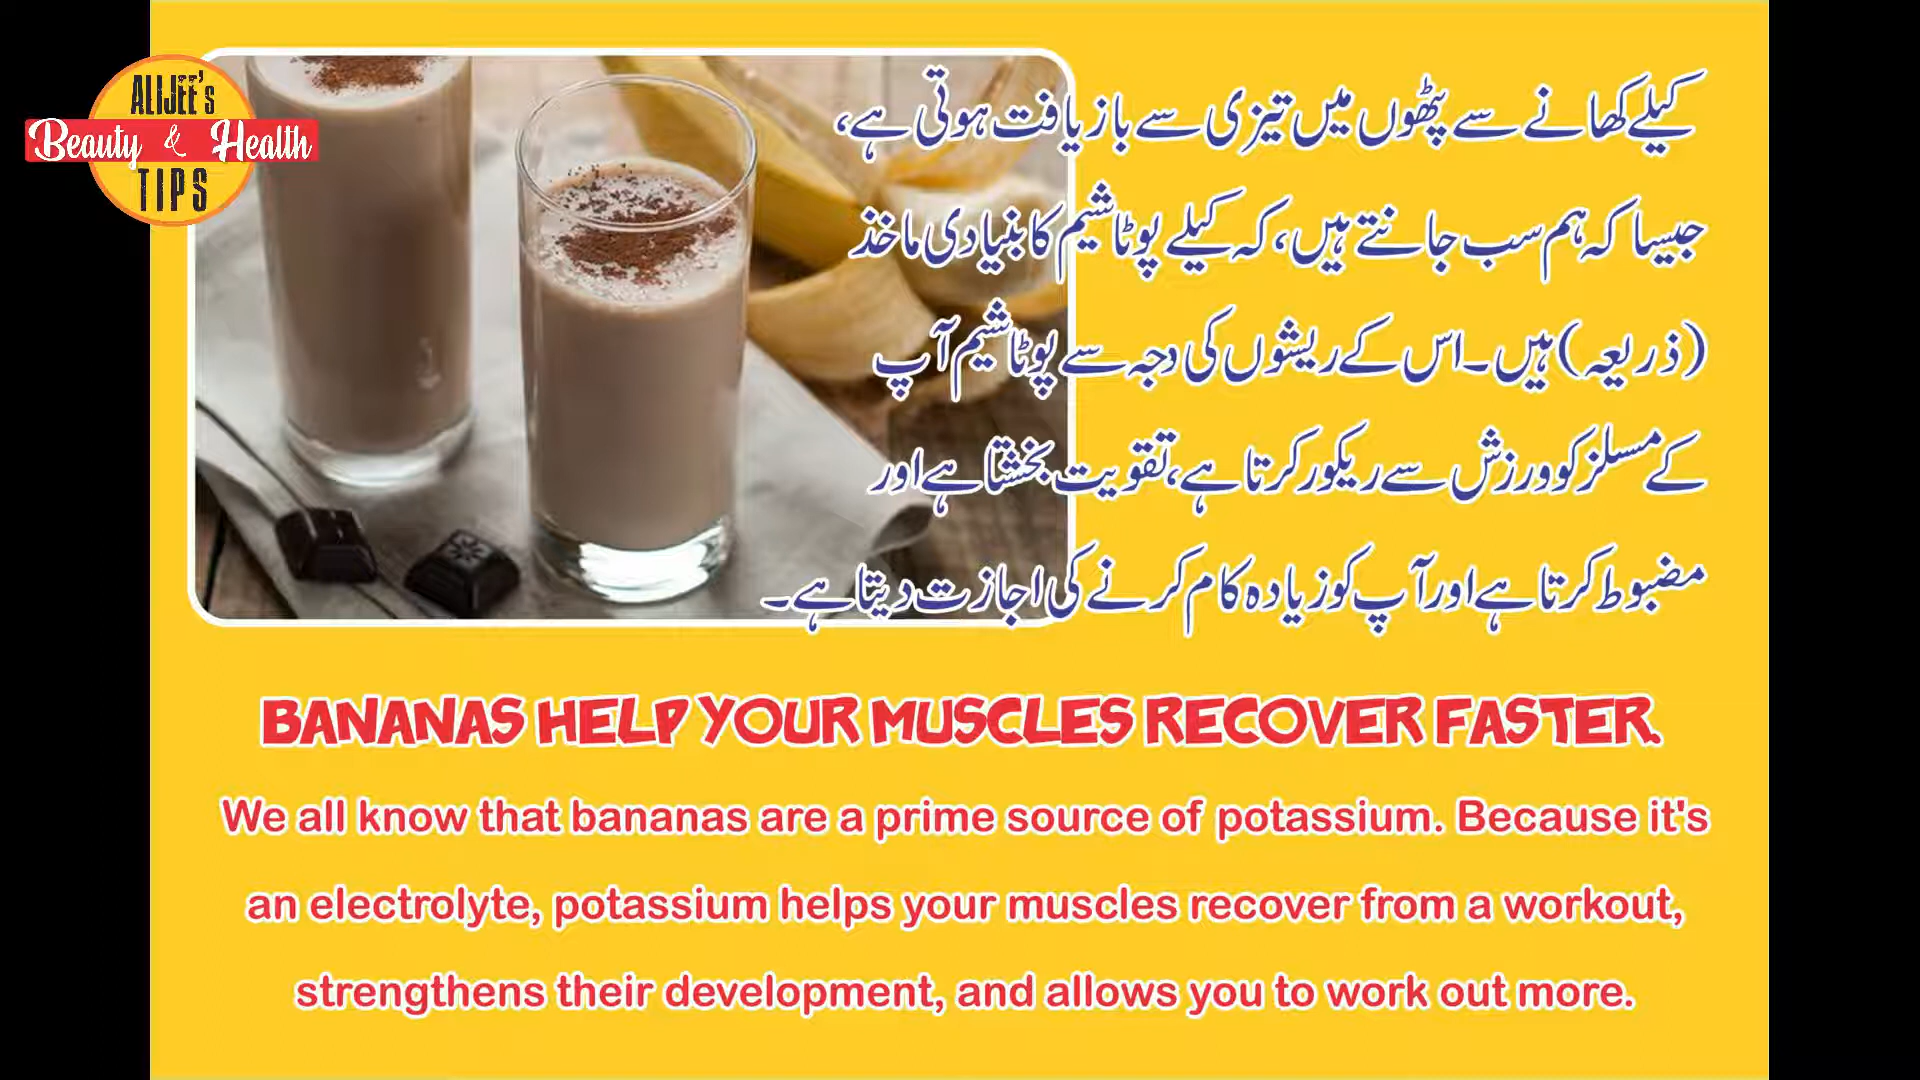 ALIJEE's
Beauty & Health
TIPS
کیلے کھانے سے پٹھوں میں تیزی سے بازیافت ہوتی ہے،
جیسا کہ ہم سب جانتے ہیں، کہ کیلے پوٹاشیم کا بنیادی ماخذ
(ذریعہ) ہیں۔ اس کے ریشوں کی وجہ سے پوٹاشیم آپ
کے مسلز کو ورزش سے ریکور کرتا ہے، تقویت بخشتا ہے اور
مضبوط کرتا ہے اور آپ کو زیادہ کام کرنے کی اجازت دیتا ہے۔
BANANAS HELP YOUR MUSCLES RECOVER FASTER.
We all know that bananas are a prime source of potassium. Because it's
an electrolyte, potassium helps your muscles recover from a workout,
strengthens their development, and allows you to work out more.